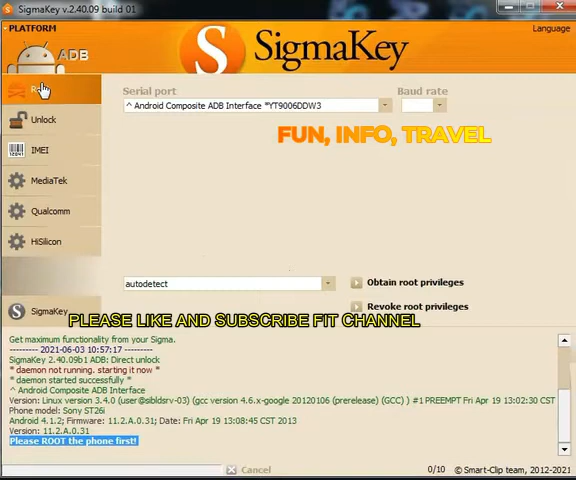 SigmaKey v.2.40.09 build 01
PLATFORM
Language
ADB
S
SigmaKey
Serial port
Baud rate
^ Android Composite ADB Interface *YT9006DDW3
FUN, INFO, TRAVEL
Unlock
IMEI
MediaTek
Qualcomm
HiSilicon
autodetect
Obtain root privileges
Revoke root privileges
SigmaKey
PLEASE LIKE AND SUBSCRIBE FIT CHANNEL
Get maximum functionality from your Sigma.
--------- 2021-06-03 10:57:17 ---------
SigmaKey 2.40.09b1 ADB: Direct unlock
* daemon not running. starting it now *
* daemon started successfully *
^ Android Composite ADB Interface
Version: Linux version 3.4.0 (user@sibldsrv-03) (gcc version 4.6.x-google 20120106 (prerelease) (GCC) ) #1 PREEMPT Fri Apr 19 13:02:30 CST
Phone model: Sony ST26i
Android 4.1.2; Firmware: 11.2.A.0.31; Date: Fri Apr 19 13:08:45 CST 2013
Version: 11.2.A.0.31
Please ROOT the phone first!
Cancel
0/10
© Smart-Clip team, 2012-2021